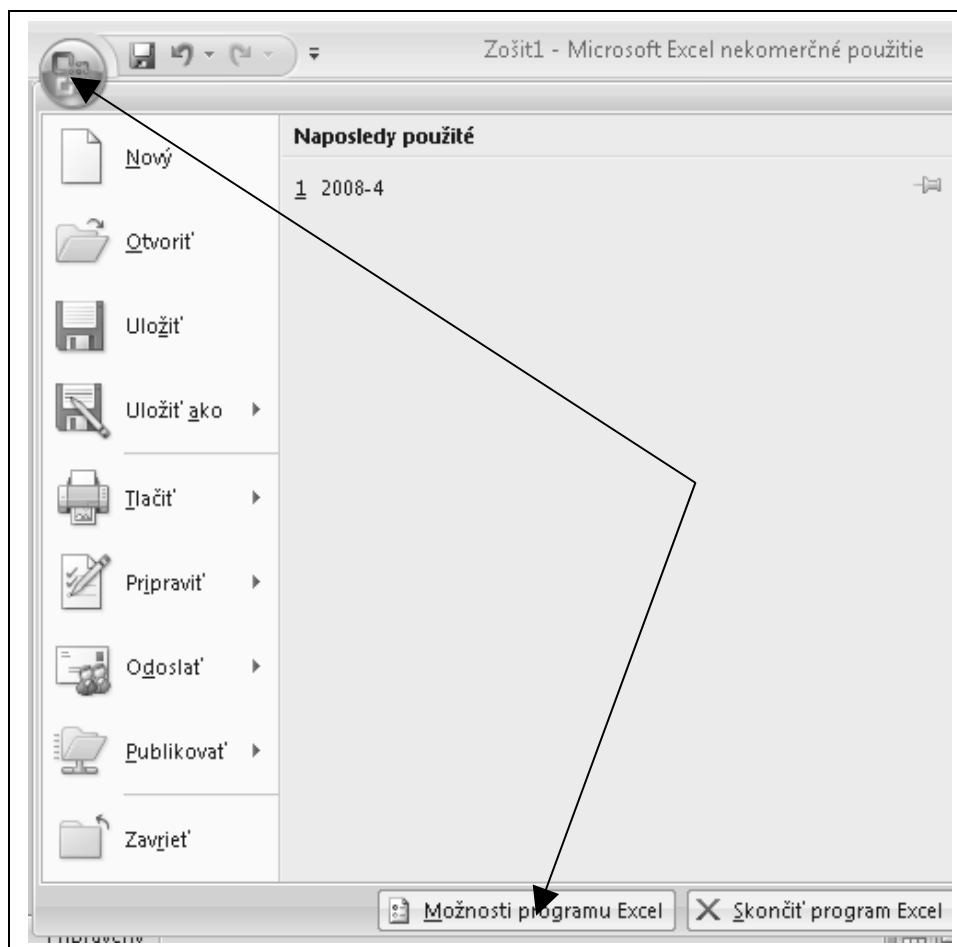 Zošit1 - Microsoft Excel nekomerčné použitie
Naposledy použité
1 2008-4
Nový
Otvoriť
Uložiť
Uložiť ako
Tlačiť
Pripraviť
Odoslať
Publikovať
Zavrieť
Možnosti programu Excel
Skončiť program Excel